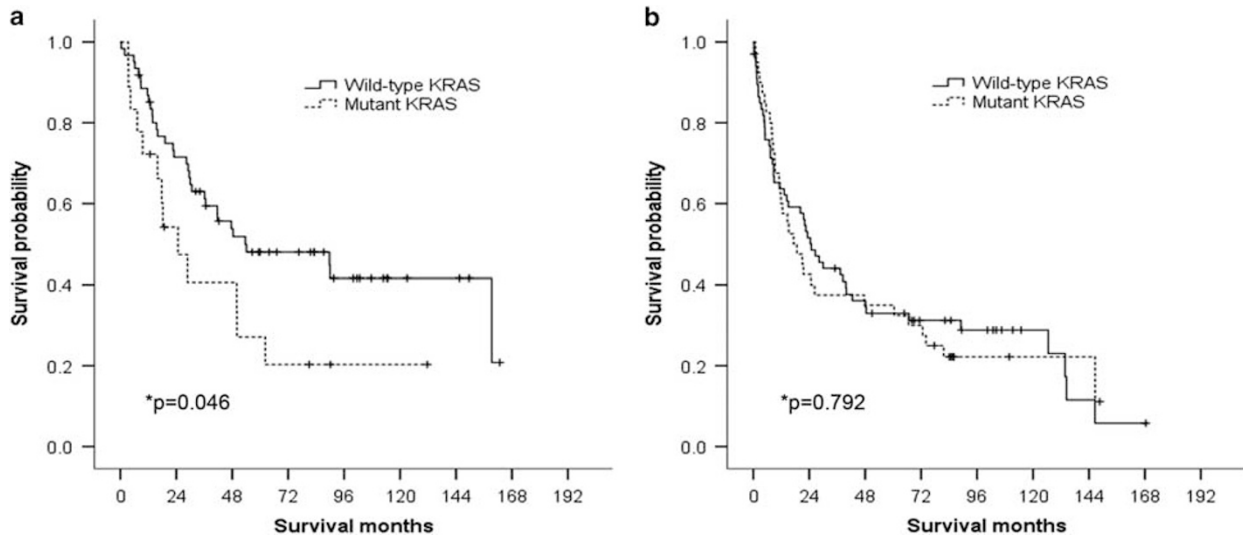 a
Survival probability
1.0
0.8
0.6
0.4
0.2
0.0
Wild-type KRAS
Mutant KRAS
*p=0.046
0 24 48 72 96 120 144 168 192
Survival months
b
Survival probability
1.0
0.8
0.6
0.4
0.2
0.0
Wild-type KRAS
Mutant KRAS
*p=0.792
0 24 48 72 96 120 144 168 192
Survival months